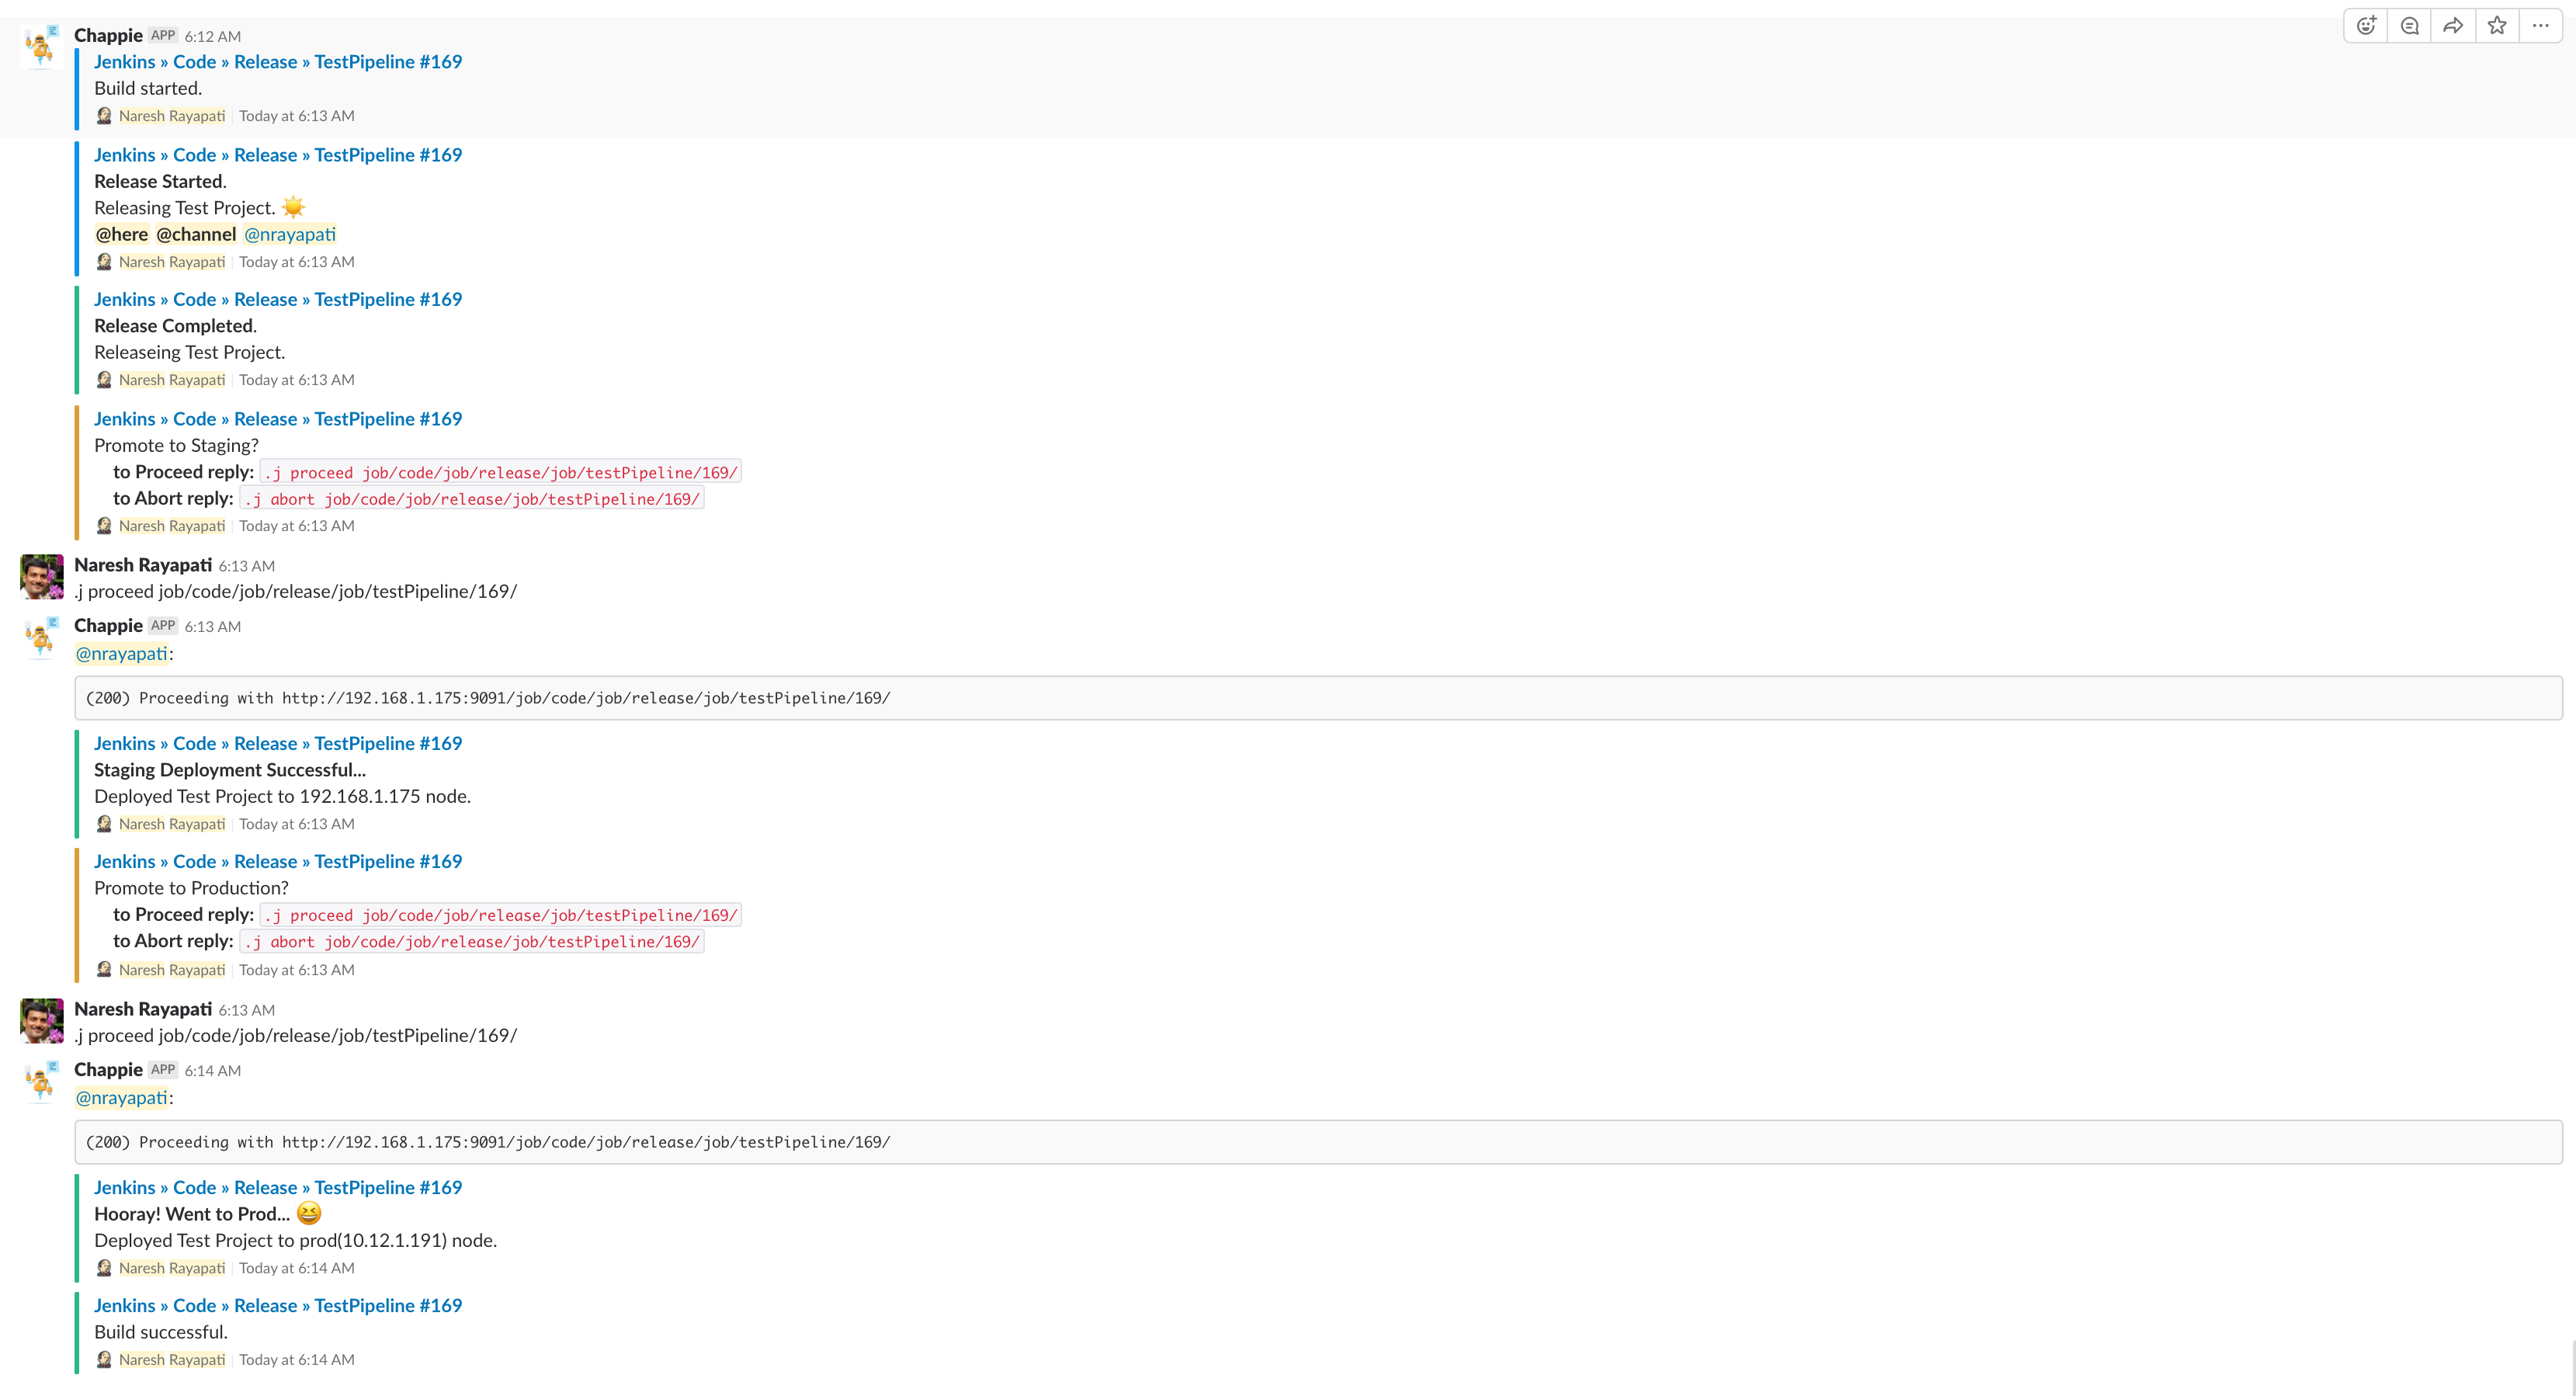 Chappie APP 6:12 AM
Jenkins » Code » Release » TestPipeline #169
Build started.
Naresh Rayapati | Today at 6:13 AM
Jenkins » Code » Release » TestPipeline #169
Release Started.
Releasing Test Project. ☀️
@here @channel @nrayapati
Naresh Rayapati | Today at 6:13 AM
Jenkins » Code » Release » TestPipeline #169
Release Completed.
Releaseing Test Project.
Naresh Rayapati | Today at 6:13 AM
Jenkins » Code » Release » TestPipeline #169
Promote to Staging?
to Proceed reply: .j proceed job/code/job/release/job/testPipeline/169/
to Abort reply: .j abort job/code/job/release/job/testPipeline/169/
Naresh Rayapati | Today at 6:13 AM
Naresh Rayapati 6:13 AM
.j proceed job/code/job/release/job/testPipeline/169/
Chappie APP 6:13 AM
@nrayapati:
(200) Proceeding with http://192.168.1.175:9091/job/code/job/release/job/testPipeline/169/
Jenkins » Code » Release » TestPipeline #169
Staging Deployment Successful...
Deployed Test Project to 192.168.1.175 node.
Naresh Rayapati | Today at 6:13 AM
Jenkins » Code » Release » TestPipeline #169
Promote to Production?
to Proceed reply: .j proceed job/code/job/release/job/testPipeline/169/
to Abort reply: .j abort job/code/job/release/job/testPipeline/169/
Naresh Rayapati | Today at 6:13 AM
Naresh Rayapati 6:13 AM
.j proceed job/code/job/release/job/testPipeline/169/
Chappie APP 6:14 AM
@nrayapati:
(200) Proceeding with http://192.168.1.175:9091/job/code/job/release/job/testPipeline/169/
Jenkins » Code » Release » TestPipeline #169
Hooray! Went to Prod... 😆
Deployed Test Project to prod(10.12.1.191) node.
Naresh Rayapati | Today at 6:14 AM
Jenkins » Code » Release » TestPipeline #169
Build successful.
Naresh Rayapati | Today at 6:14 AM